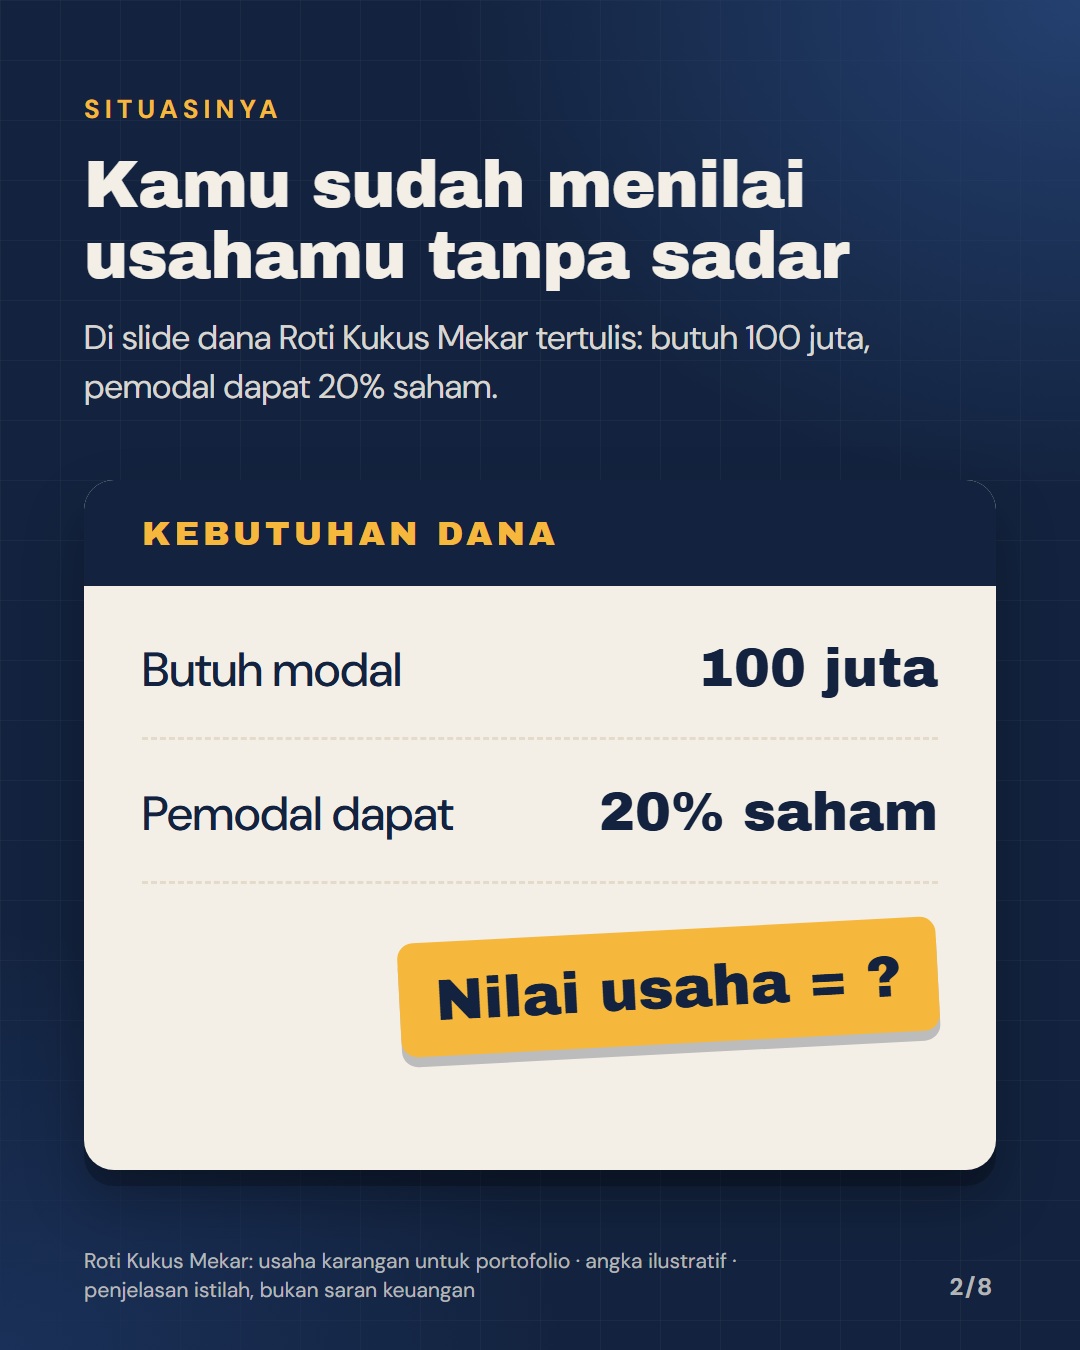 SITUASINYA
Kamu sudah menilai
usahamu tanpa sadar
Di slide dana Roti Kukus Mekar tertulis: butuh 100 juta,
pemodal dapat 20% saham.
KEBUTUHAN DANA
Butuh modal 100 juta
Pemodal dapat 20% saham
Nilai usaha = ?
Roti Kukus Mekar: usaha karangan untuk portofolio · angka ilustratif ·
penjelasan istilah, bukan saran keuangan
2/8